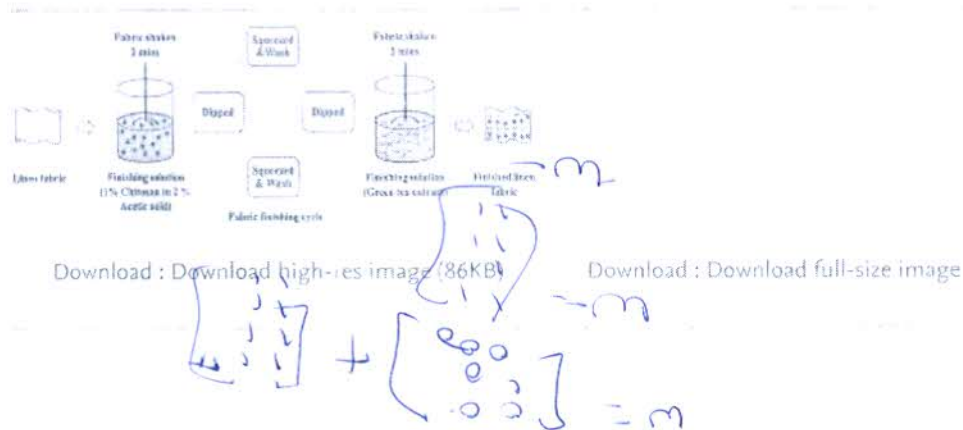 Fabric shaken
3 mins
Squeezed
& Wash
Fabric shaken
3 mins
Dipped
Dipped
Linen fabric
Finishing solution
(1% Chitosan in 2 %
Acetic acid)
Squeezed
& Wash
Finishing solution
(Green tea extract)
Finished linen
fabric
Fabric finishing cycle
Download : Download high-res image (86KB)
Download : Download full-size image
+